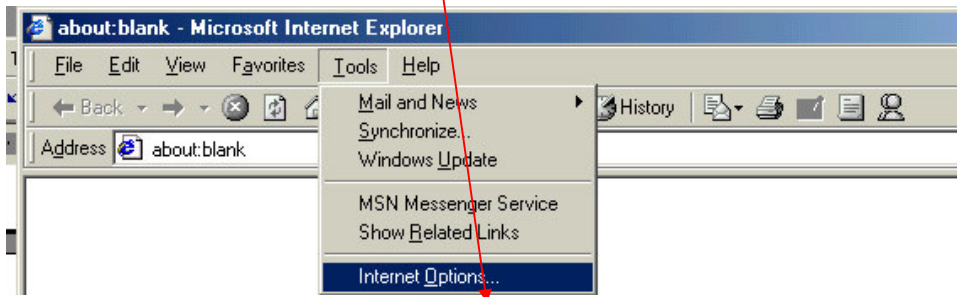 about:blank - Microsoft Internet Explorer
File Edit View Favorites Tools Help
Back History
Address about:blank
Mail and News
Synchronize...
Windows Update
MSN Messenger Service
Show Related Links
Internet Options...